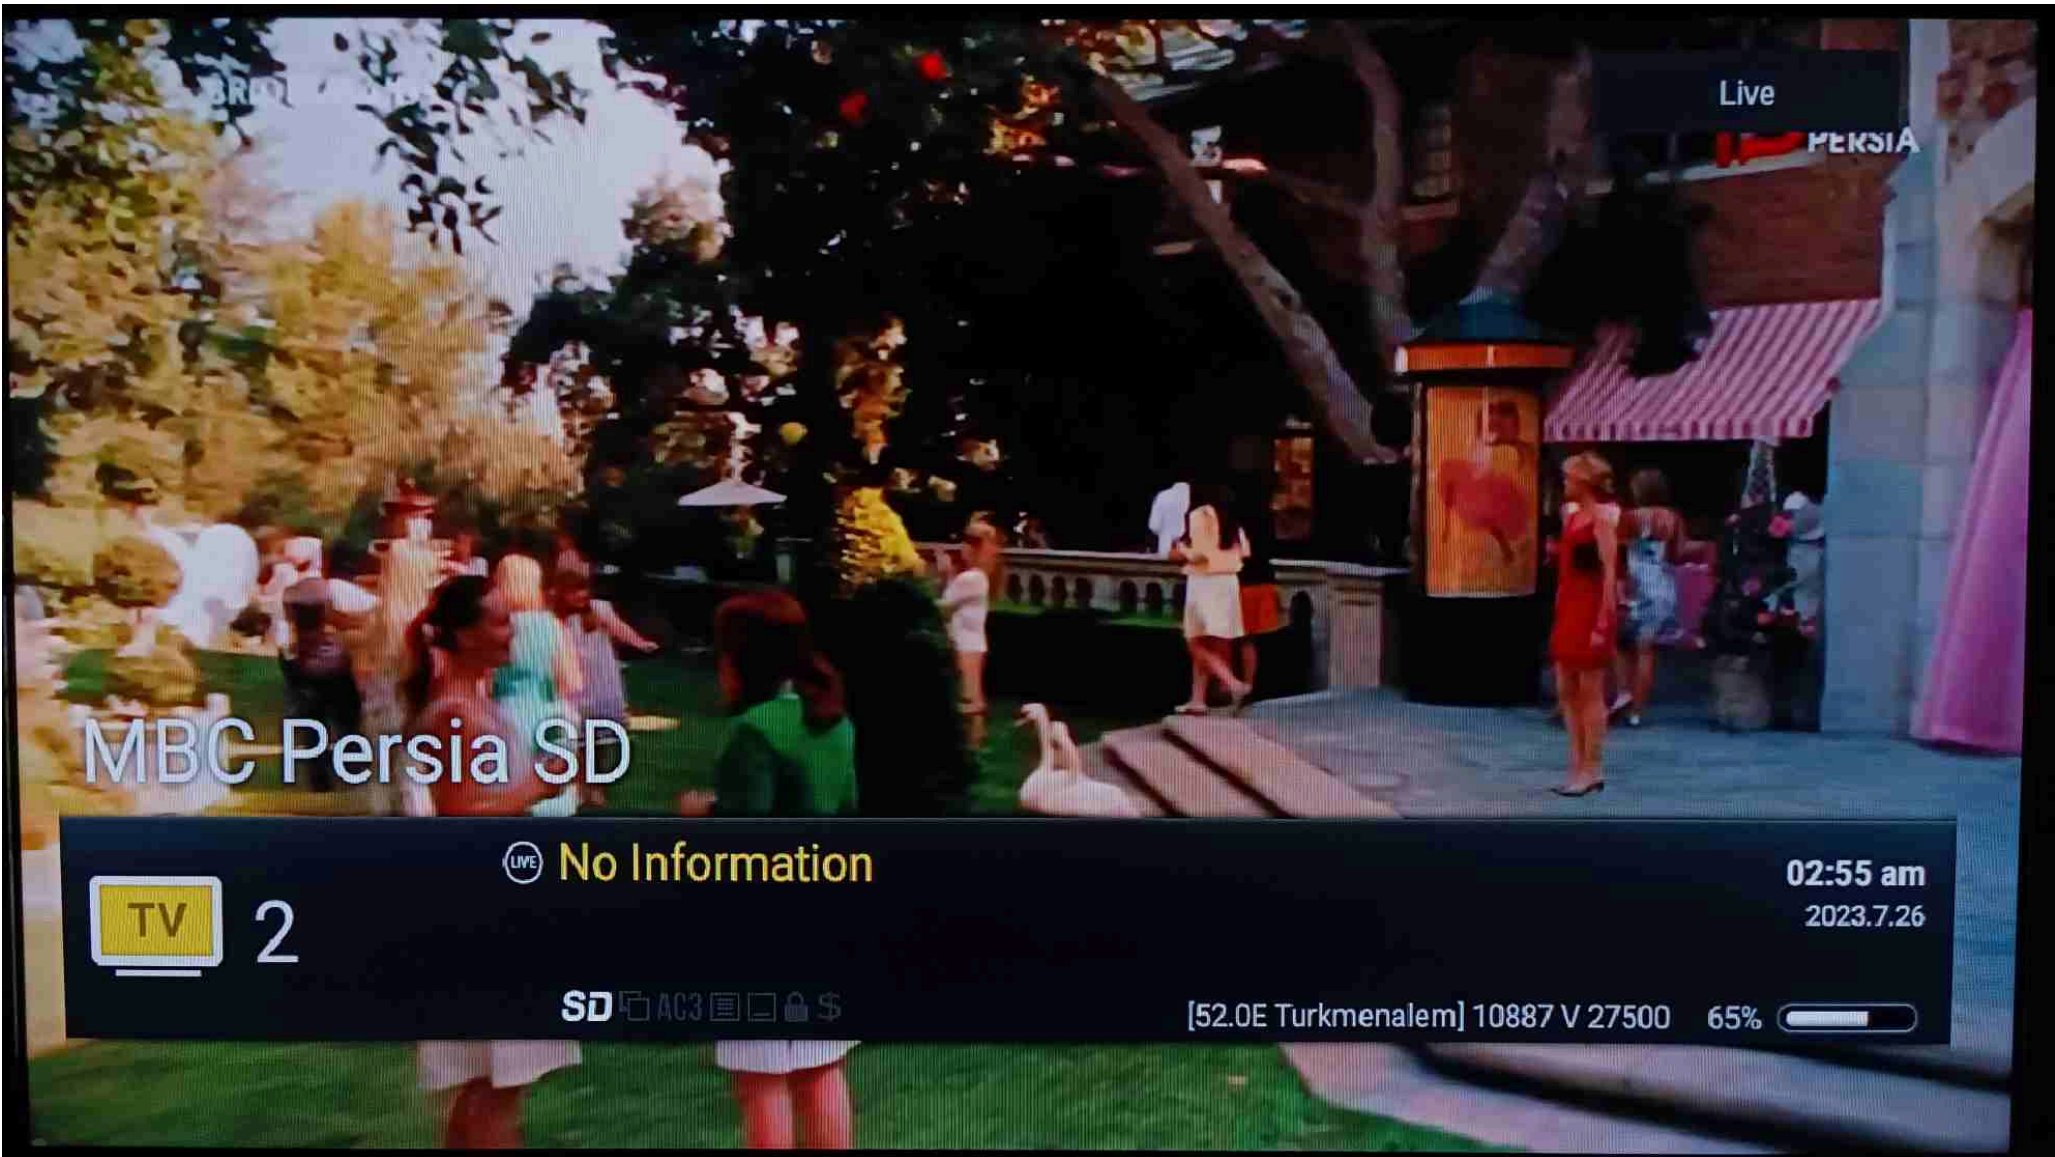 Live
PERSIA
MBC Persia SD
LIVE No Information
02:55 am
2023.7.26
TV 2
SD AC3 $
[52.0E Turkmenalem] 10887 V 27500 65%